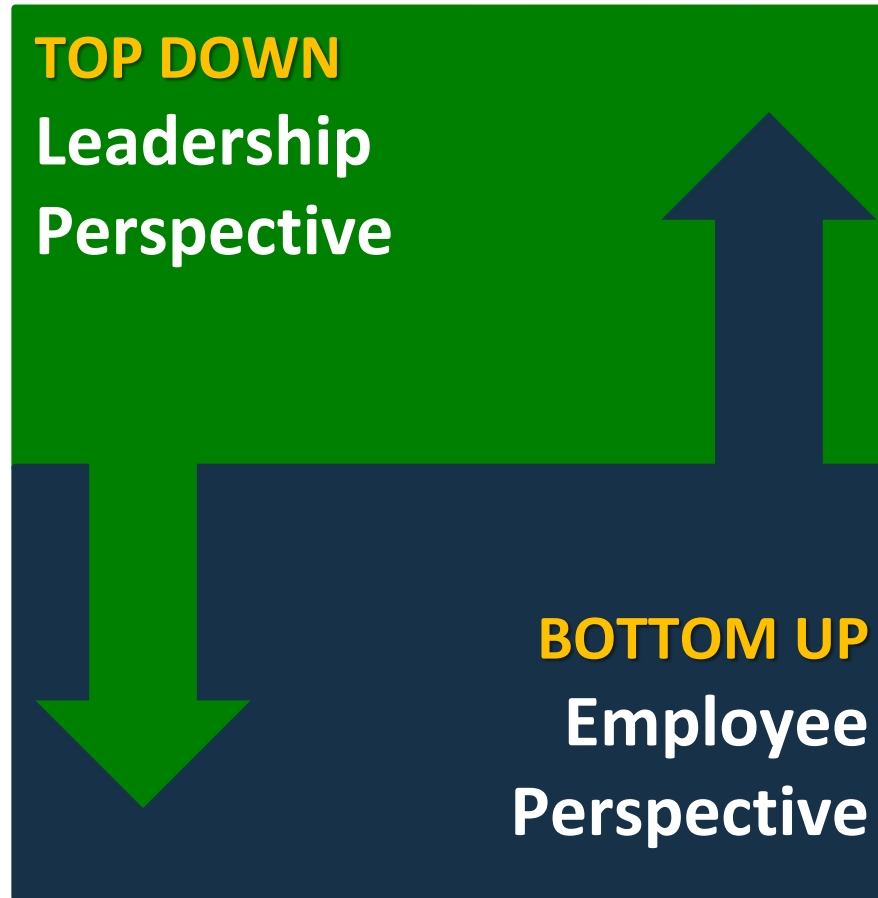 TOP DOWN
Leadership
Perspective
BOTTOM UP
Employee
Perspective